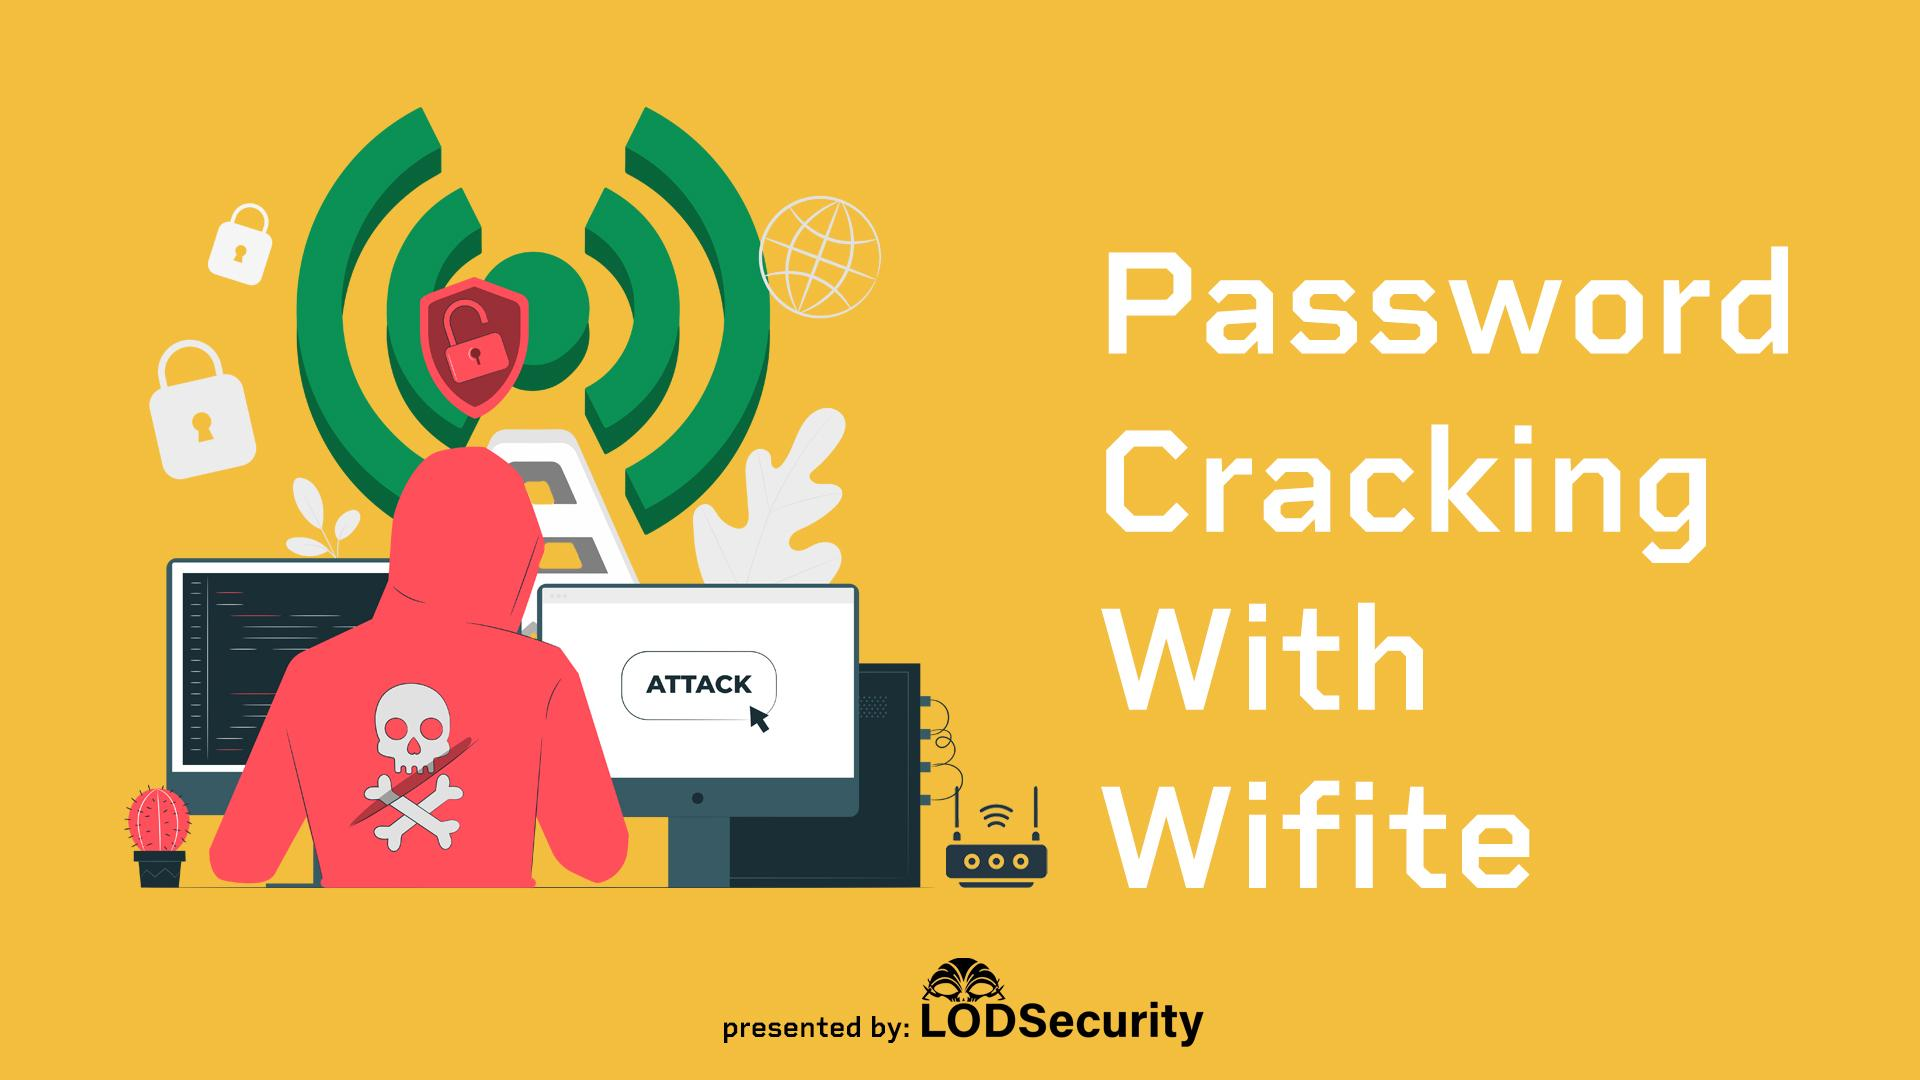 Password
Cracking
With
Wifite
ATTACK
presented by: LODSecurity